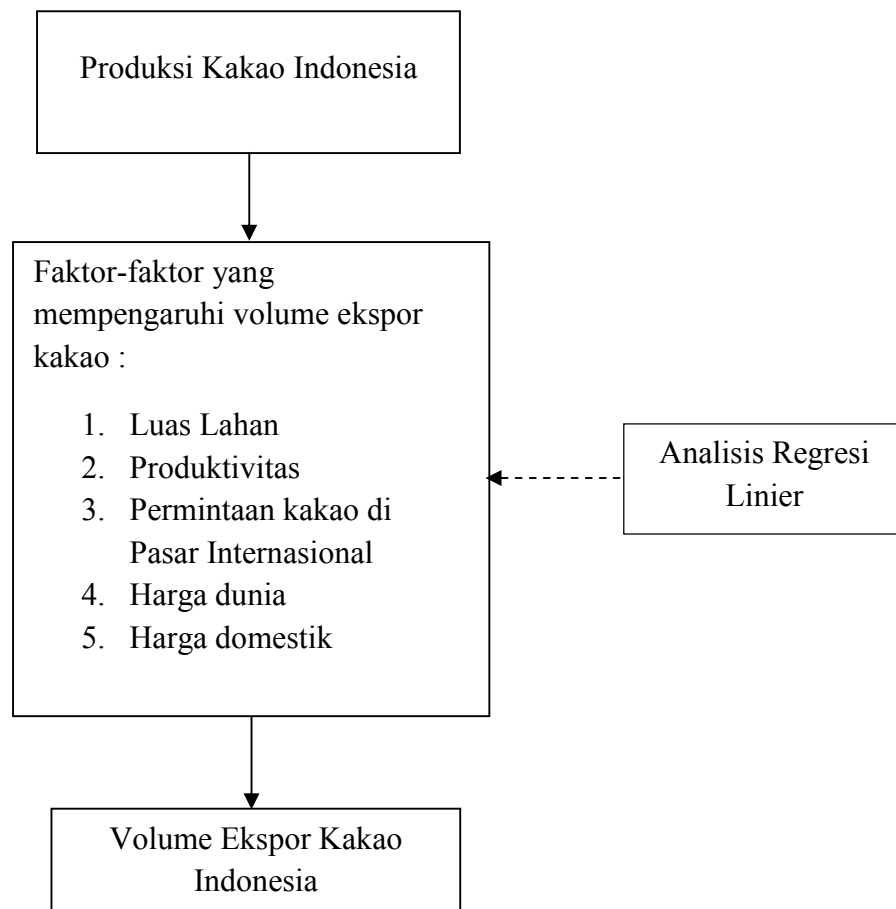 Produksi Kakao Indonesia
Faktor-faktor yang
mempengaruhi volume ekspor
kakao :
1. Luas Lahan
2. Produktivitas
3. Permintaan kakao di
Pasar Internasional
4. Harga dunia
5. Harga domestik
Analisis Regresi
Linier
Volume Ekspor Kakao
Indonesia